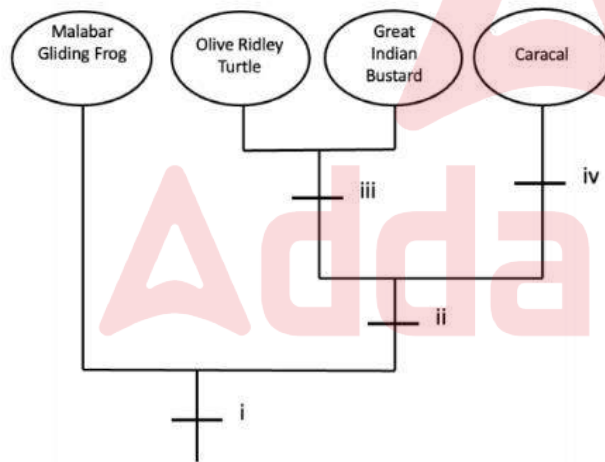 Malabar
Gliding Frog
Olive Ridley
Turtle
Great
Indian
Bustard
Caracal
iii
iv
ii
i
Adda